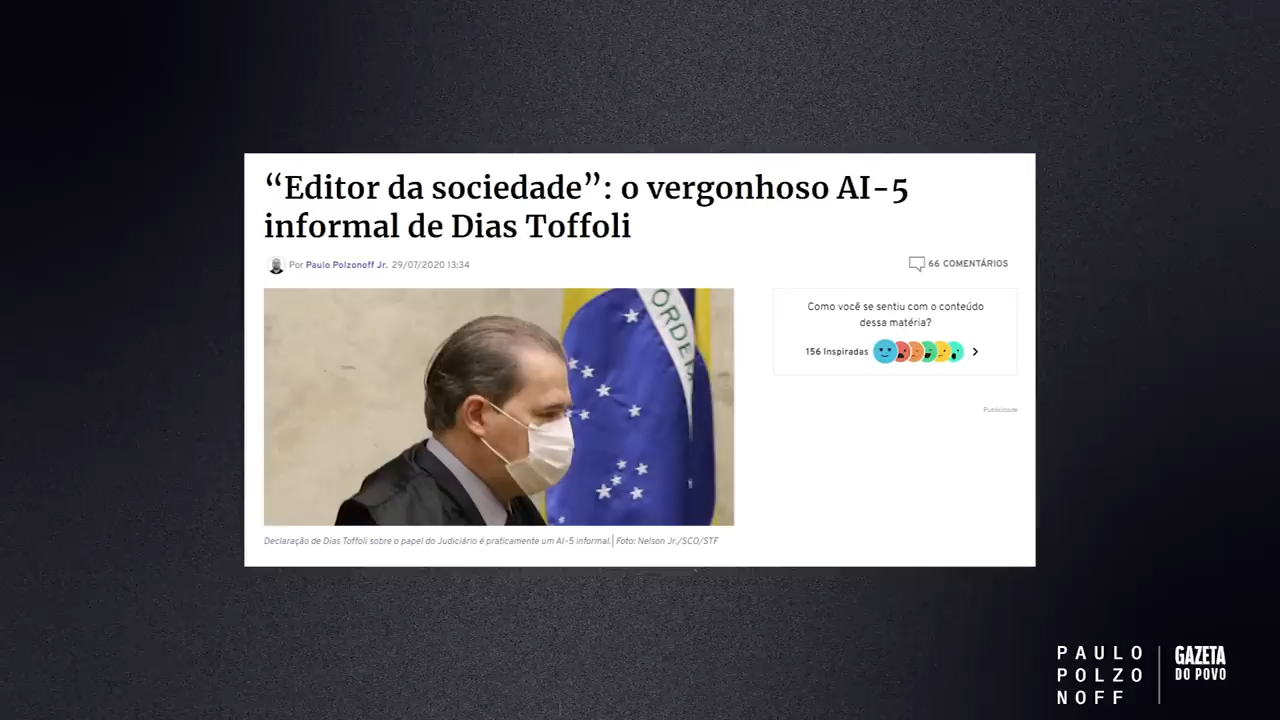 “Editor da sociedade”: o vergonhoso AI-5
informal de Dias Toffoli
Por Paulo Polzonoff Jr. 29/07/2020 13:34
66 COMENTÁRIOS
ORDEM
Como você se sentiu com o conteúdo
dessa matéria?
156 Inspiradas
Publicidade
Declaração de Dias Toffoli sobre o papel do Judiciário é praticamente um AI-5 informal.| Foto: Nelson Jr./SCO/STF
PAULO
POLZO
NOFF
GAZETA
DO POVO